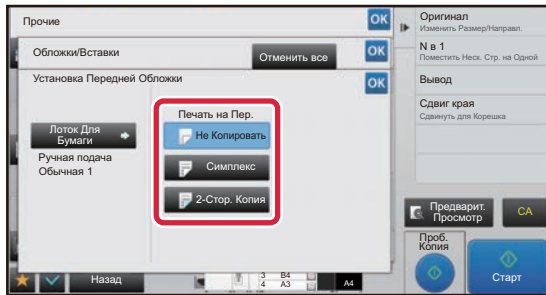 Прочие
OK
Обложки/Вставки
Отменить все
OK
Установка Передней Обложки
OK
Печать на Пер.
Лоток Для
Бумаги
Не Копировать
Ручная подача
Обычная 1
Симплекс
2-Стор. Копия
Назад
3 B4
4 A3
A4
Оригинал
Изменить Размер/Направл.
N в 1
Поместить Неск. Стр. на Одной
Вывод
Сдвиг края
Сдвинуть для Корешка
Предварит.
Просмотр
CA
Проб.
Копия
Старт